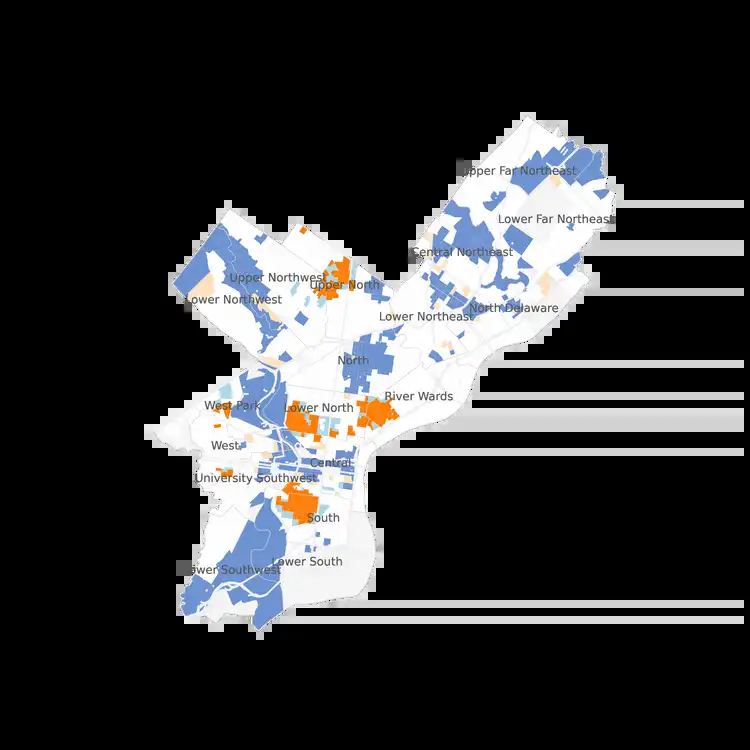 Upper Far Northeast
Lower Far Northeast
Central Northeast
Upper Northwest
Upper North
Lower Northwest
North Delaware
Lower Northeast
North
River Wards
West Park
Lower North
West
Central
University Southwest
South
Lower South
Lower Southwest